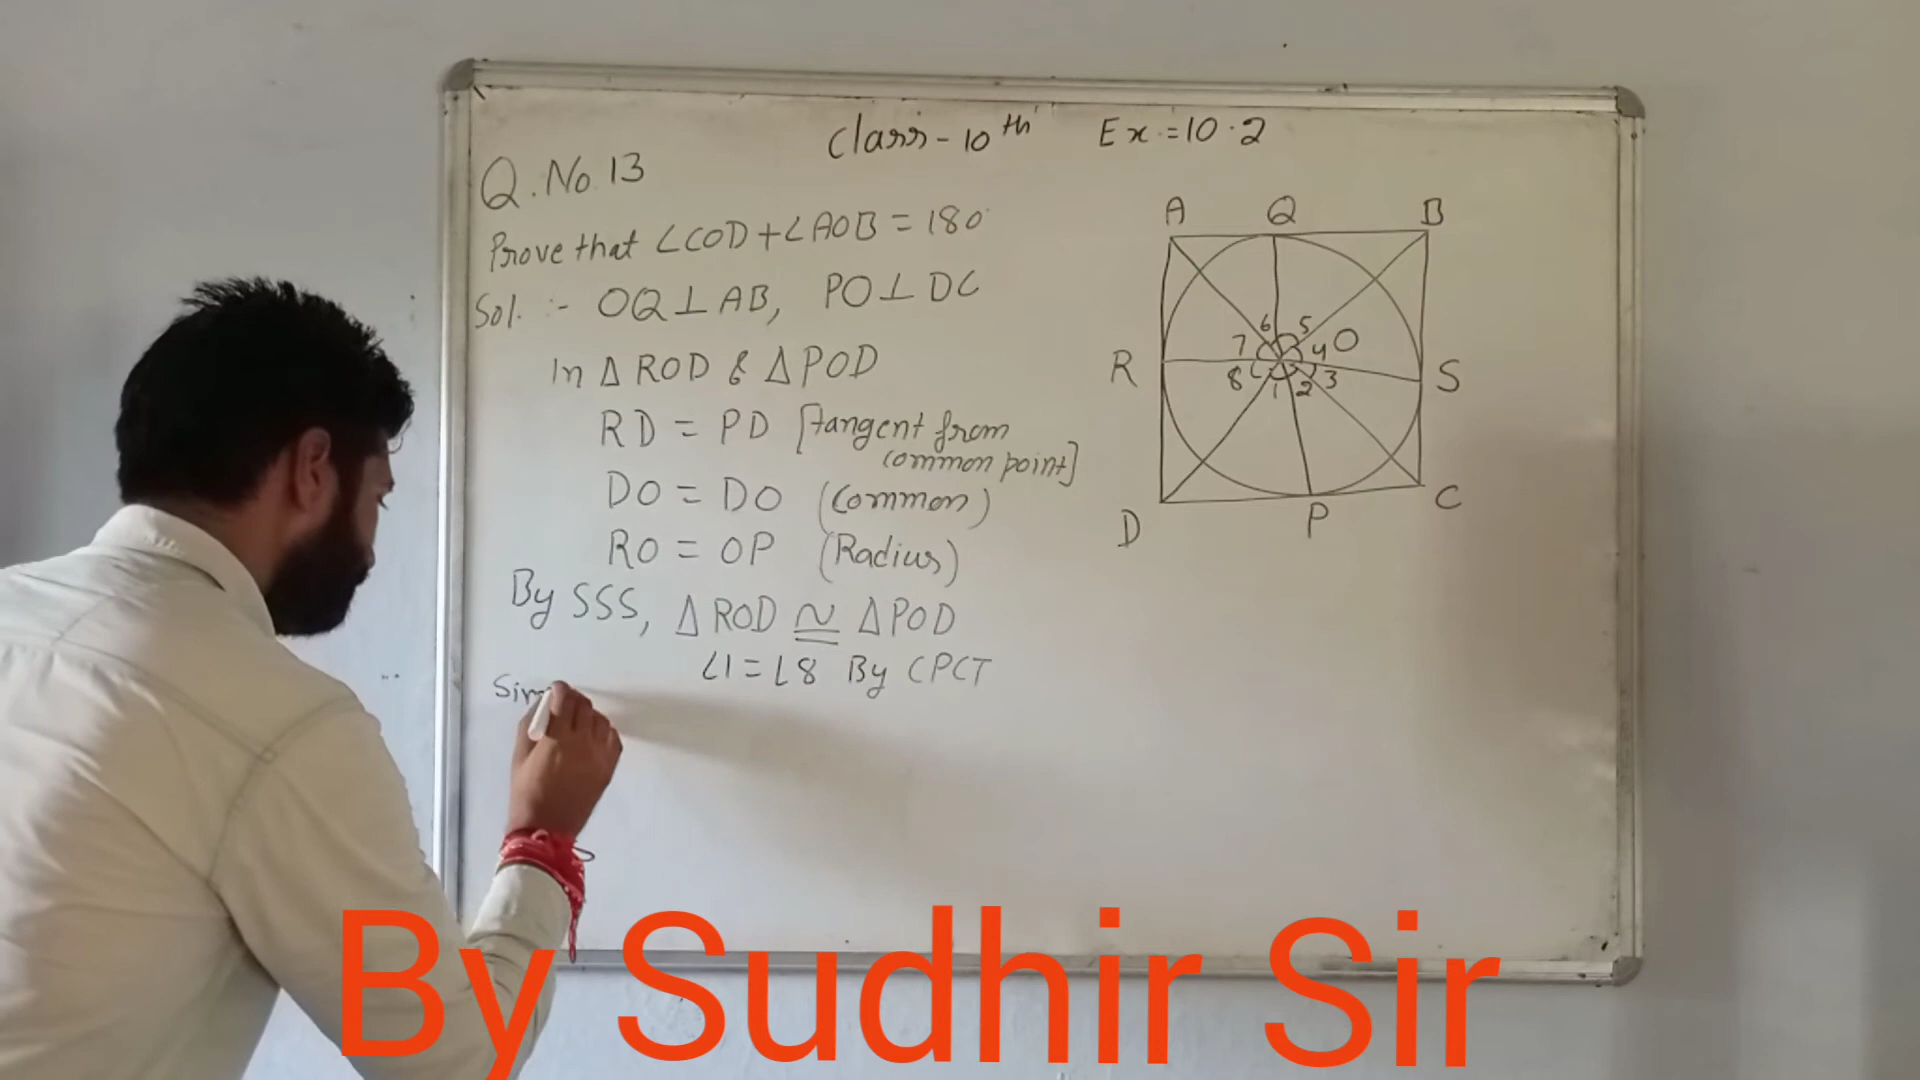 Class - 10th Ex = 10.2
Q. No. 13
Prove that ∠COD + ∠AOB = 180°
Sol. :- OQ ⊥ AB, PO ⊥ DC
In Δ ROD & Δ POD
RD = PD [tangent from
common point]
DO = DO (Common)
RO = OP (Radius)
By SSS, Δ ROD ≅ Δ POD
∠1 = ∠8 By CPCT
Sim
A Q B
6 5
7 4 O
R S
8 1 2 3
D P C
By Sudhir Sir